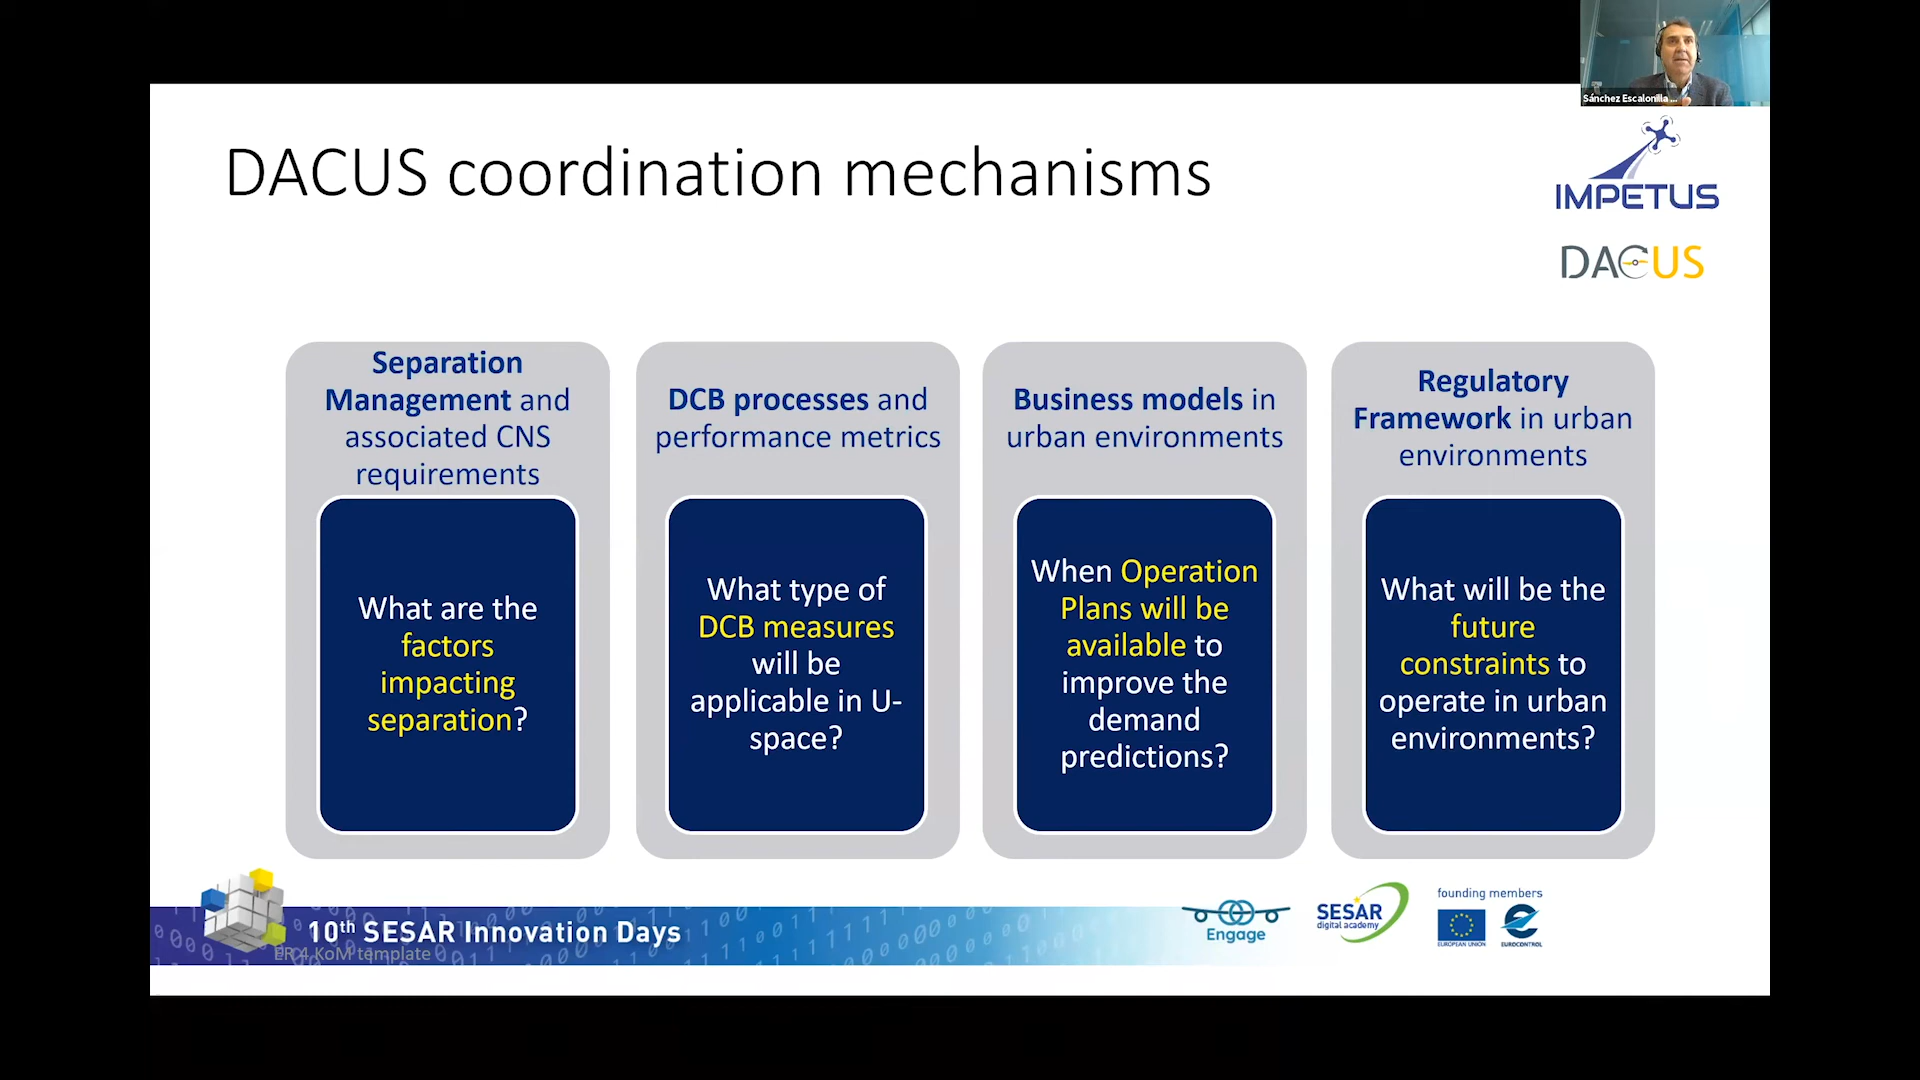 Sánchez Escalonilla ...
DACUS coordination mechanisms
IMPETUS
DACUS
Separation
Management and
associated CNS
requirements
What are the
factors
impacting
separation?
DCB processes and
performance metrics
What type of
DCB measures
will be
applicable in U-
space?
Business models in
urban environments
When Operation
Plans will be
available to
improve the
demand
predictions?
Regulatory
Framework in urban
environments
What will be the
future
constraints to
operate in urban
environments?
10th SESAR Innovation Days
ER4 KoM template
Engage
SESAR
digital academy
founding members
EUROPEAN UNION
EUROCONTROL